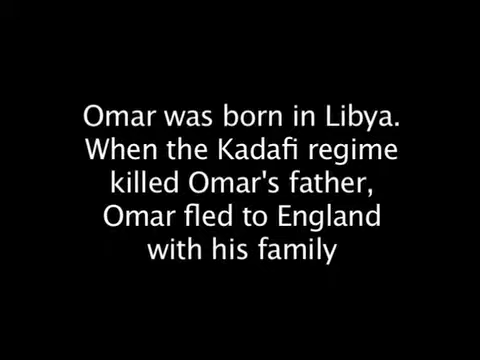 Omar was born in Libya.
When the Kadafi regime
killed Omar's father,
Omar fled to England
with his family